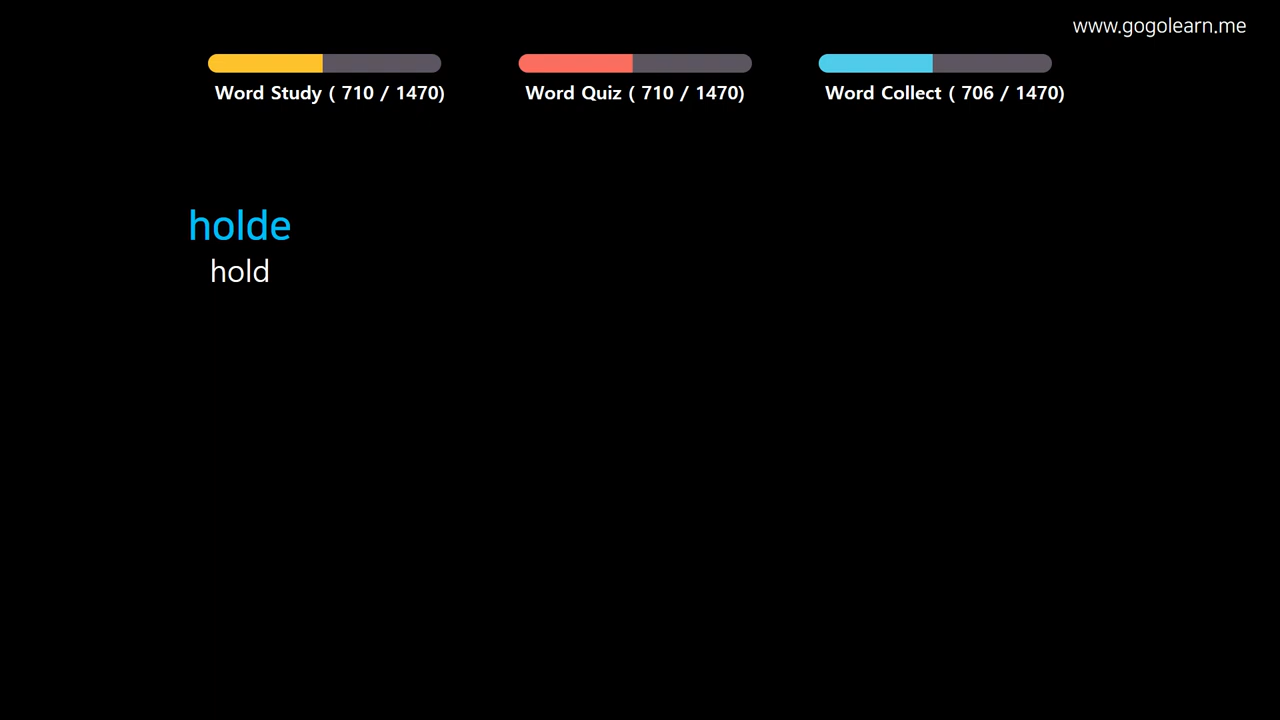 www.gogolearn.me
Word Study ( 710 / 1470)
Word Quiz ( 710 / 1470)
Word Collect ( 706 / 1470)
holde
hold